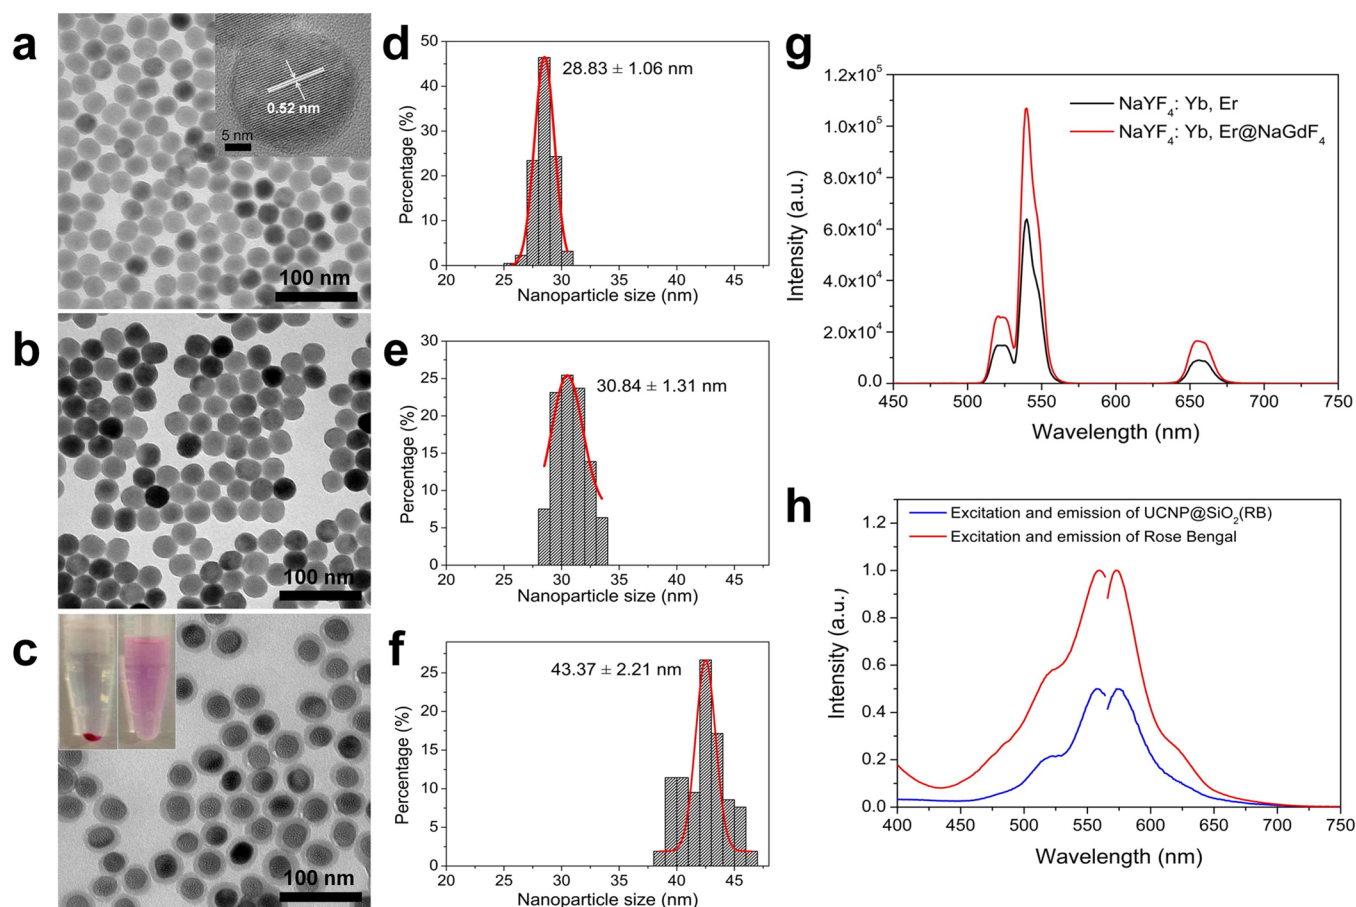 a
0.52 nm
5 nm
100 nm
b
100 nm
c
100 nm
d
50
40
30
20
10
0
Percentage (%)
28.83 ± 1.06 nm
20 25 30 35 40 45
Nanoparticle size (nm)
e
30
25
20
15
10
5
0
Percentage (%)
30.84 ± 1.31 nm
20 25 30 35 40 45
Nanoparticle size (nm)
f
25
20
15
10
5
0
Percentage (%)
43.37 ± 2.21 nm
20 25 30 35 40 45
Nanoparticle size (nm)
g
1.2x10⁵
1.0x10⁵
8.0x10⁴
6.0x10⁴
4.0x10⁴
2.0x10⁴
0.0
Intensity (a.u.)
NaYF₄: Yb, Er
NaYF₄: Yb, Er@NaGdF₄
450 500 550 600 650 700 750
Wavelength (nm)
h
1.2
1.0
0.8
0.6
0.4
0.2
0.0
Intensity (a.u.)
Excitation and emission of UCNP@SiO₂(RB)
Excitation and emission of Rose Bengal
400 450 500 550 600 650 700 750
Wavelength (nm)